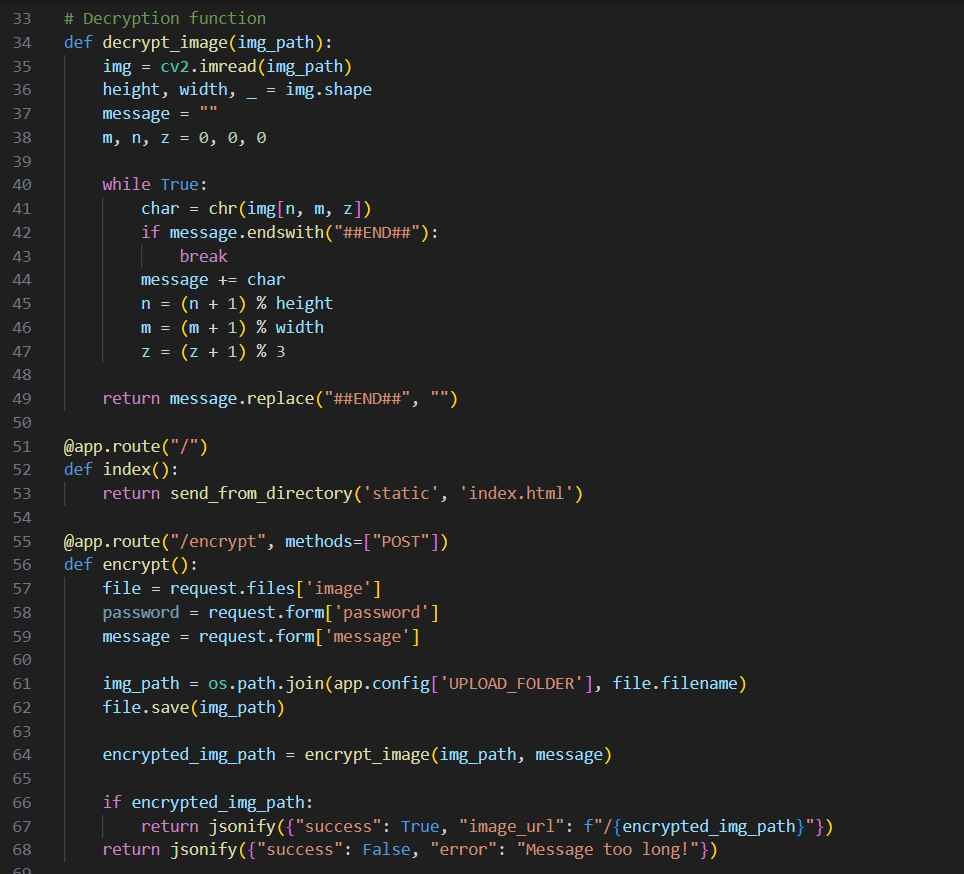 33 # Decryption function
34 def decrypt_image(img_path):
35     img = cv2.imread(img_path)
36     height, width, _ = img.shape
37     message = ""
38     m, n, z = 0, 0, 0
39
40     while True:
41         char = chr(img[n, m, z])
42         if message.endswith("##END##"):
43             break
44         message += char
45         n = (n + 1) % height
46         m = (m + 1) % width
47         z = (z + 1) % 3
48
49     return message.replace("##END##", "")
50
51 @app.route("/")
52 def index():
53     return send_from_directory('static', 'index.html')
54
55 @app.route("/encrypt", methods=["POST"])
56 def encrypt():
57     file = request.files['image']
58     password = request.form['password']
59     message = request.form['message']
60
61     img_path = os.path.join(app.config['UPLOAD_FOLDER'], file.filename)
62     file.save(img_path)
63
64     encrypted_img_path = encrypt_image(img_path, message)
65
66     if encrypted_img_path:
67         return jsonify({"success": True, "image_url": f"/{encrypted_img_path}"})
68     return jsonify({"success": False, "error": "Message too long!"})
69